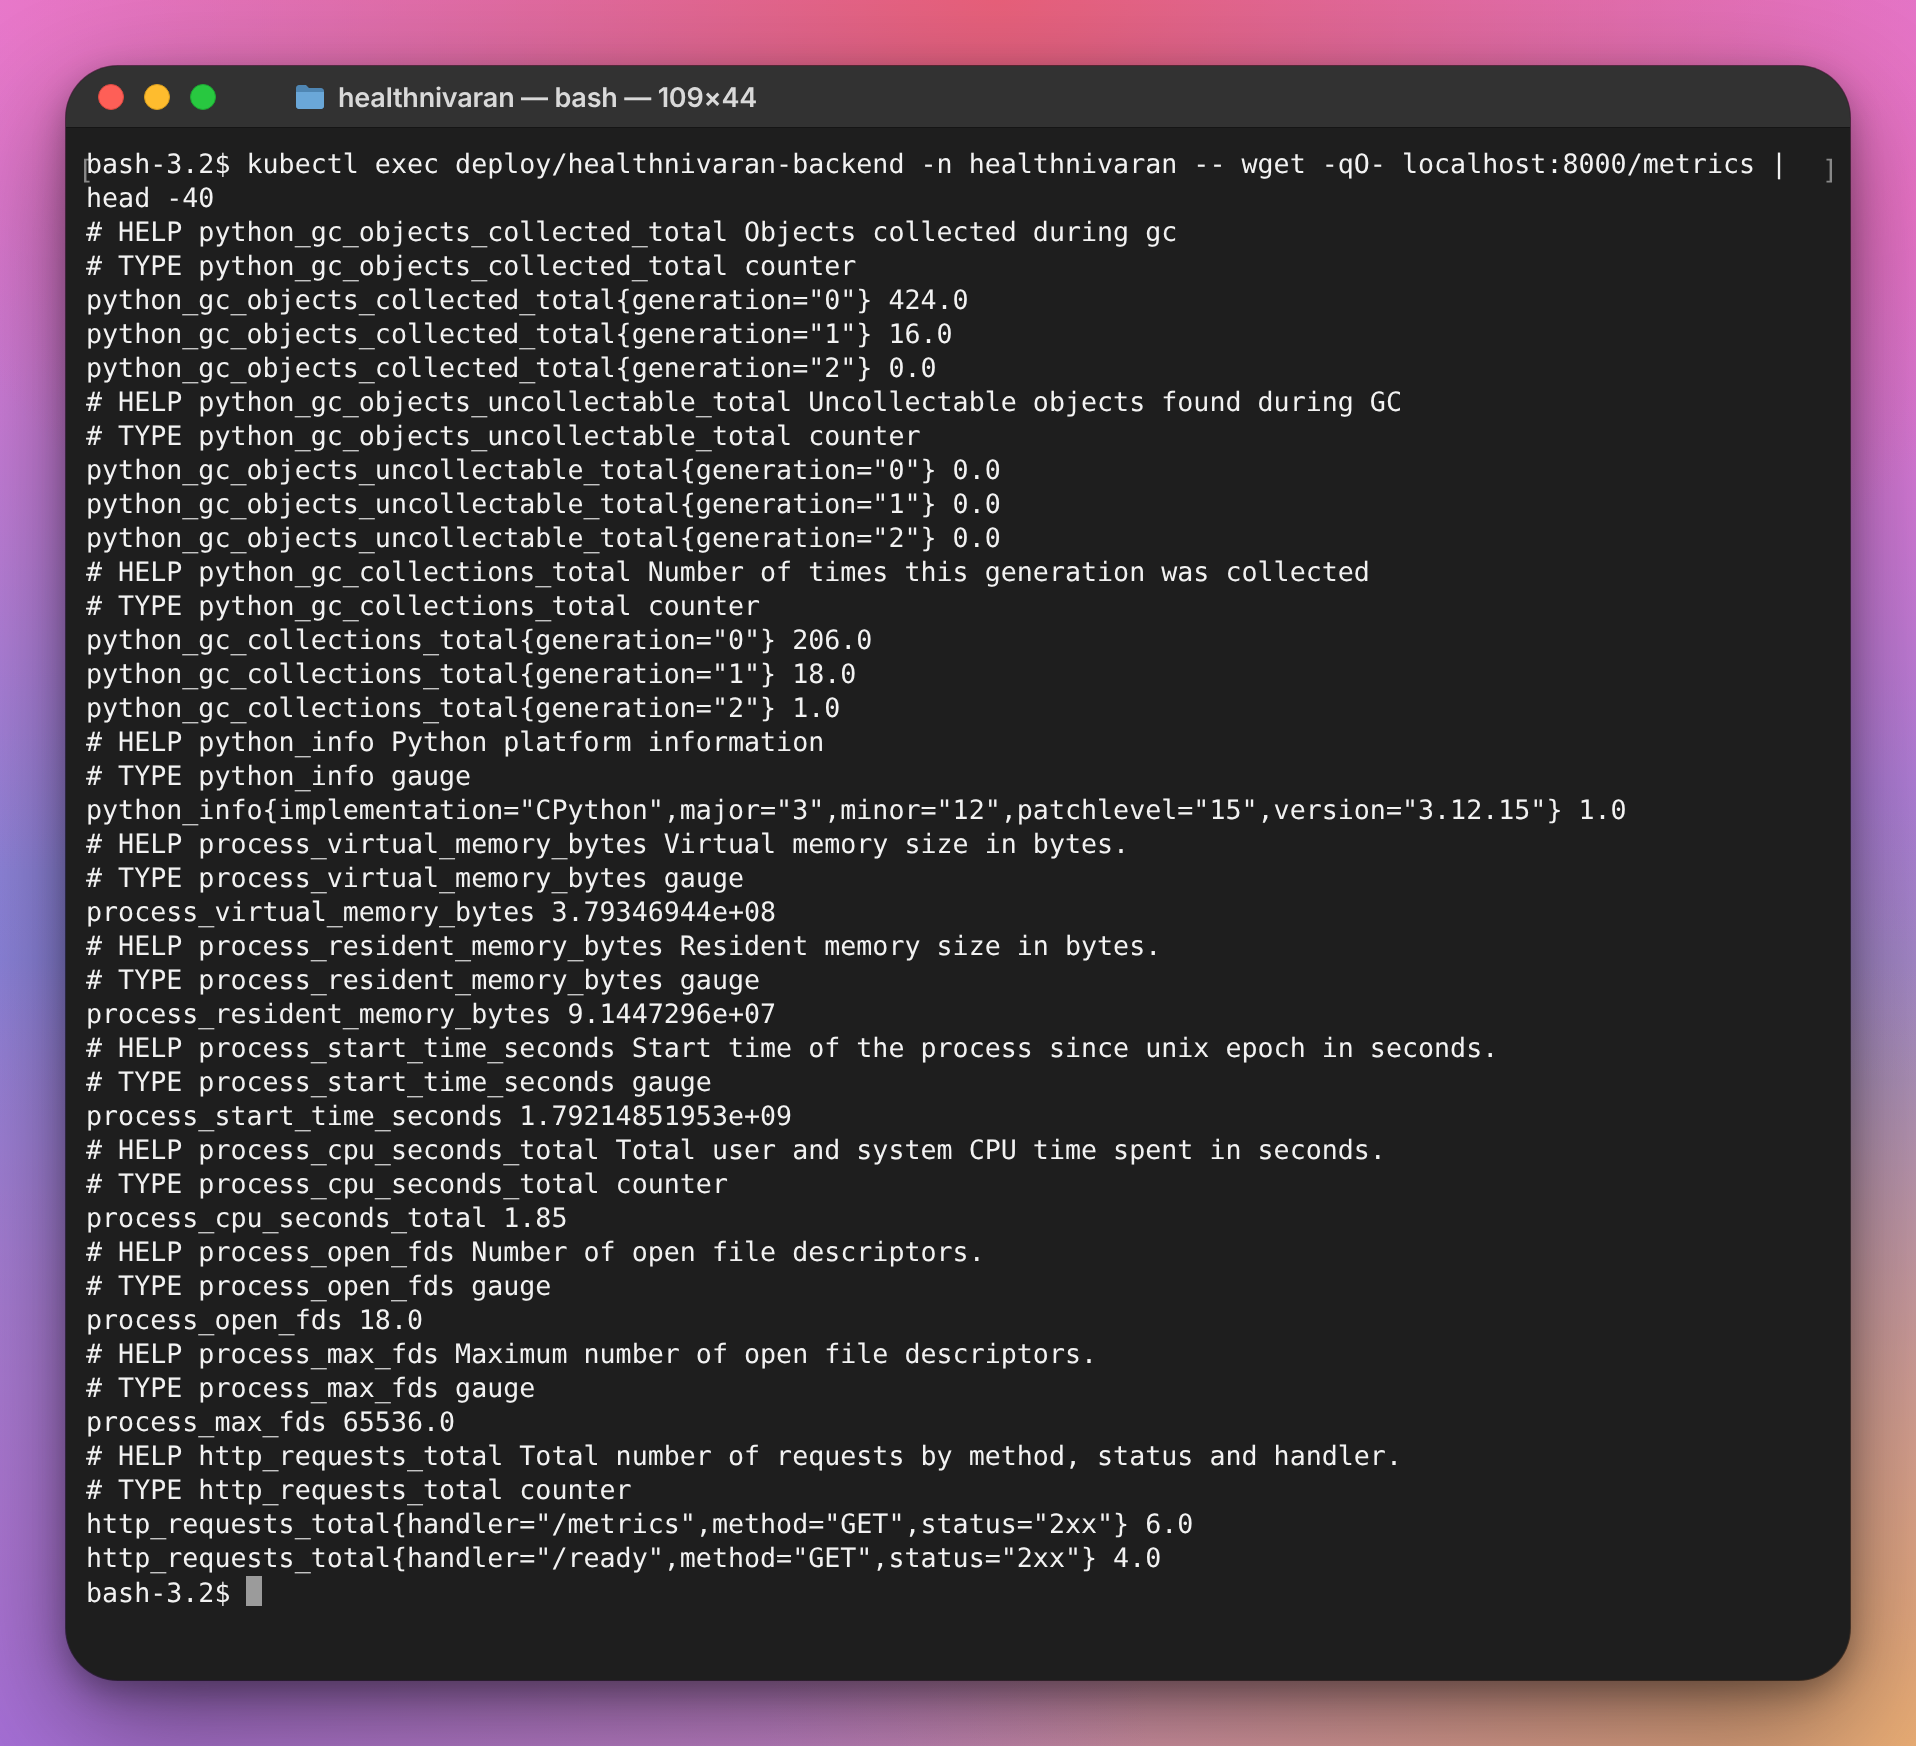 healthnivaran — bash — 109×44
[bash-3.2$ kubectl exec deploy/healthnivaran-backend -n healthnivaran -- wget -qO- localhost:8000/metrics | ]
head -40
# HELP python_gc_objects_collected_total Objects collected during gc
# TYPE python_gc_objects_collected_total counter
python_gc_objects_collected_total{generation="0"} 424.0
python_gc_objects_collected_total{generation="1"} 16.0
python_gc_objects_collected_total{generation="2"} 0.0
# HELP python_gc_objects_uncollectable_total Uncollectable objects found during GC
# TYPE python_gc_objects_uncollectable_total counter
python_gc_objects_uncollectable_total{generation="0"} 0.0
python_gc_objects_uncollectable_total{generation="1"} 0.0
python_gc_objects_uncollectable_total{generation="2"} 0.0
# HELP python_gc_collections_total Number of times this generation was collected
# TYPE python_gc_collections_total counter
python_gc_collections_total{generation="0"} 206.0
python_gc_collections_total{generation="1"} 18.0
python_gc_collections_total{generation="2"} 1.0
# HELP python_info Python platform information
# TYPE python_info gauge
python_info{implementation="CPython",major="3",minor="12",patchlevel="15",version="3.12.15"} 1.0
# HELP process_virtual_memory_bytes Virtual memory size in bytes.
# TYPE process_virtual_memory_bytes gauge
process_virtual_memory_bytes 3.79346944e+08
# HELP process_resident_memory_bytes Resident memory size in bytes.
# TYPE process_resident_memory_bytes gauge
process_resident_memory_bytes 9.1447296e+07
# HELP process_start_time_seconds Start time of the process since unix epoch in seconds.
# TYPE process_start_time_seconds gauge
process_start_time_seconds 1.79214851953e+09
# HELP process_cpu_seconds_total Total user and system CPU time spent in seconds.
# TYPE process_cpu_seconds_total counter
process_cpu_seconds_total 1.85
# HELP process_open_fds Number of open file descriptors.
# TYPE process_open_fds gauge
process_open_fds 18.0
# HELP process_max_fds Maximum number of open file descriptors.
# TYPE process_max_fds gauge
process_max_fds 65536.0
# HELP http_requests_total Total number of requests by method, status and handler.
# TYPE http_requests_total counter
http_requests_total{handler="/metrics",method="GET",status="2xx"} 6.0
http_requests_total{handler="/ready",method="GET",status="2xx"} 4.0
bash-3.2$